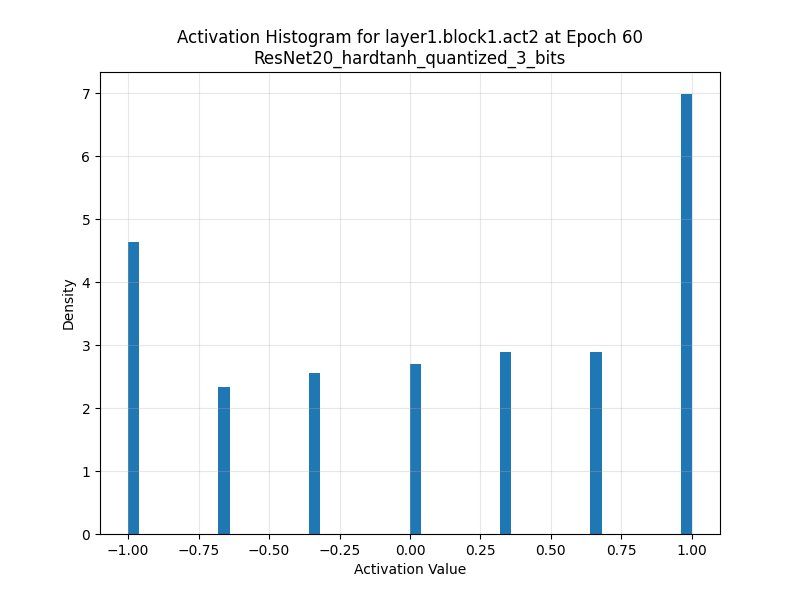 Activation Histogram for layer1.block1.act2 at Epoch 60
ResNet20_hardtanh_quantized_3_bits
7
6
5
4
3
2
1
0
Density
−1.00 −0.75 −0.50 −0.25 0.00 0.25 0.50 0.75 1.00
Activation Value